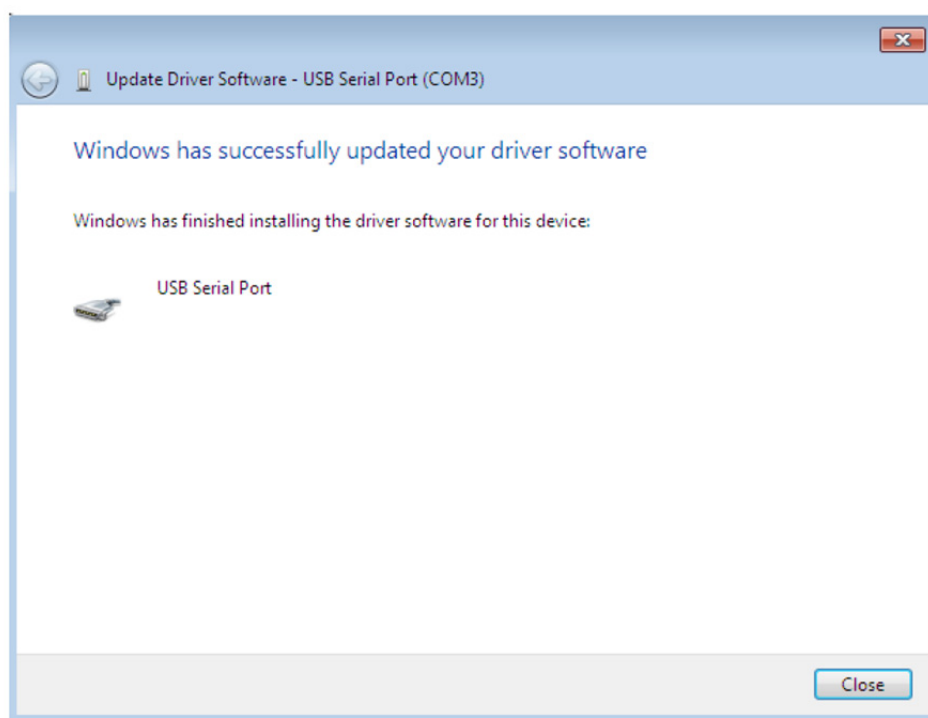 Update Driver Software - USB Serial Port (COM3)
Windows has successfully updated your driver software
Windows has finished installing the driver software for this device:
USB Serial Port
Close